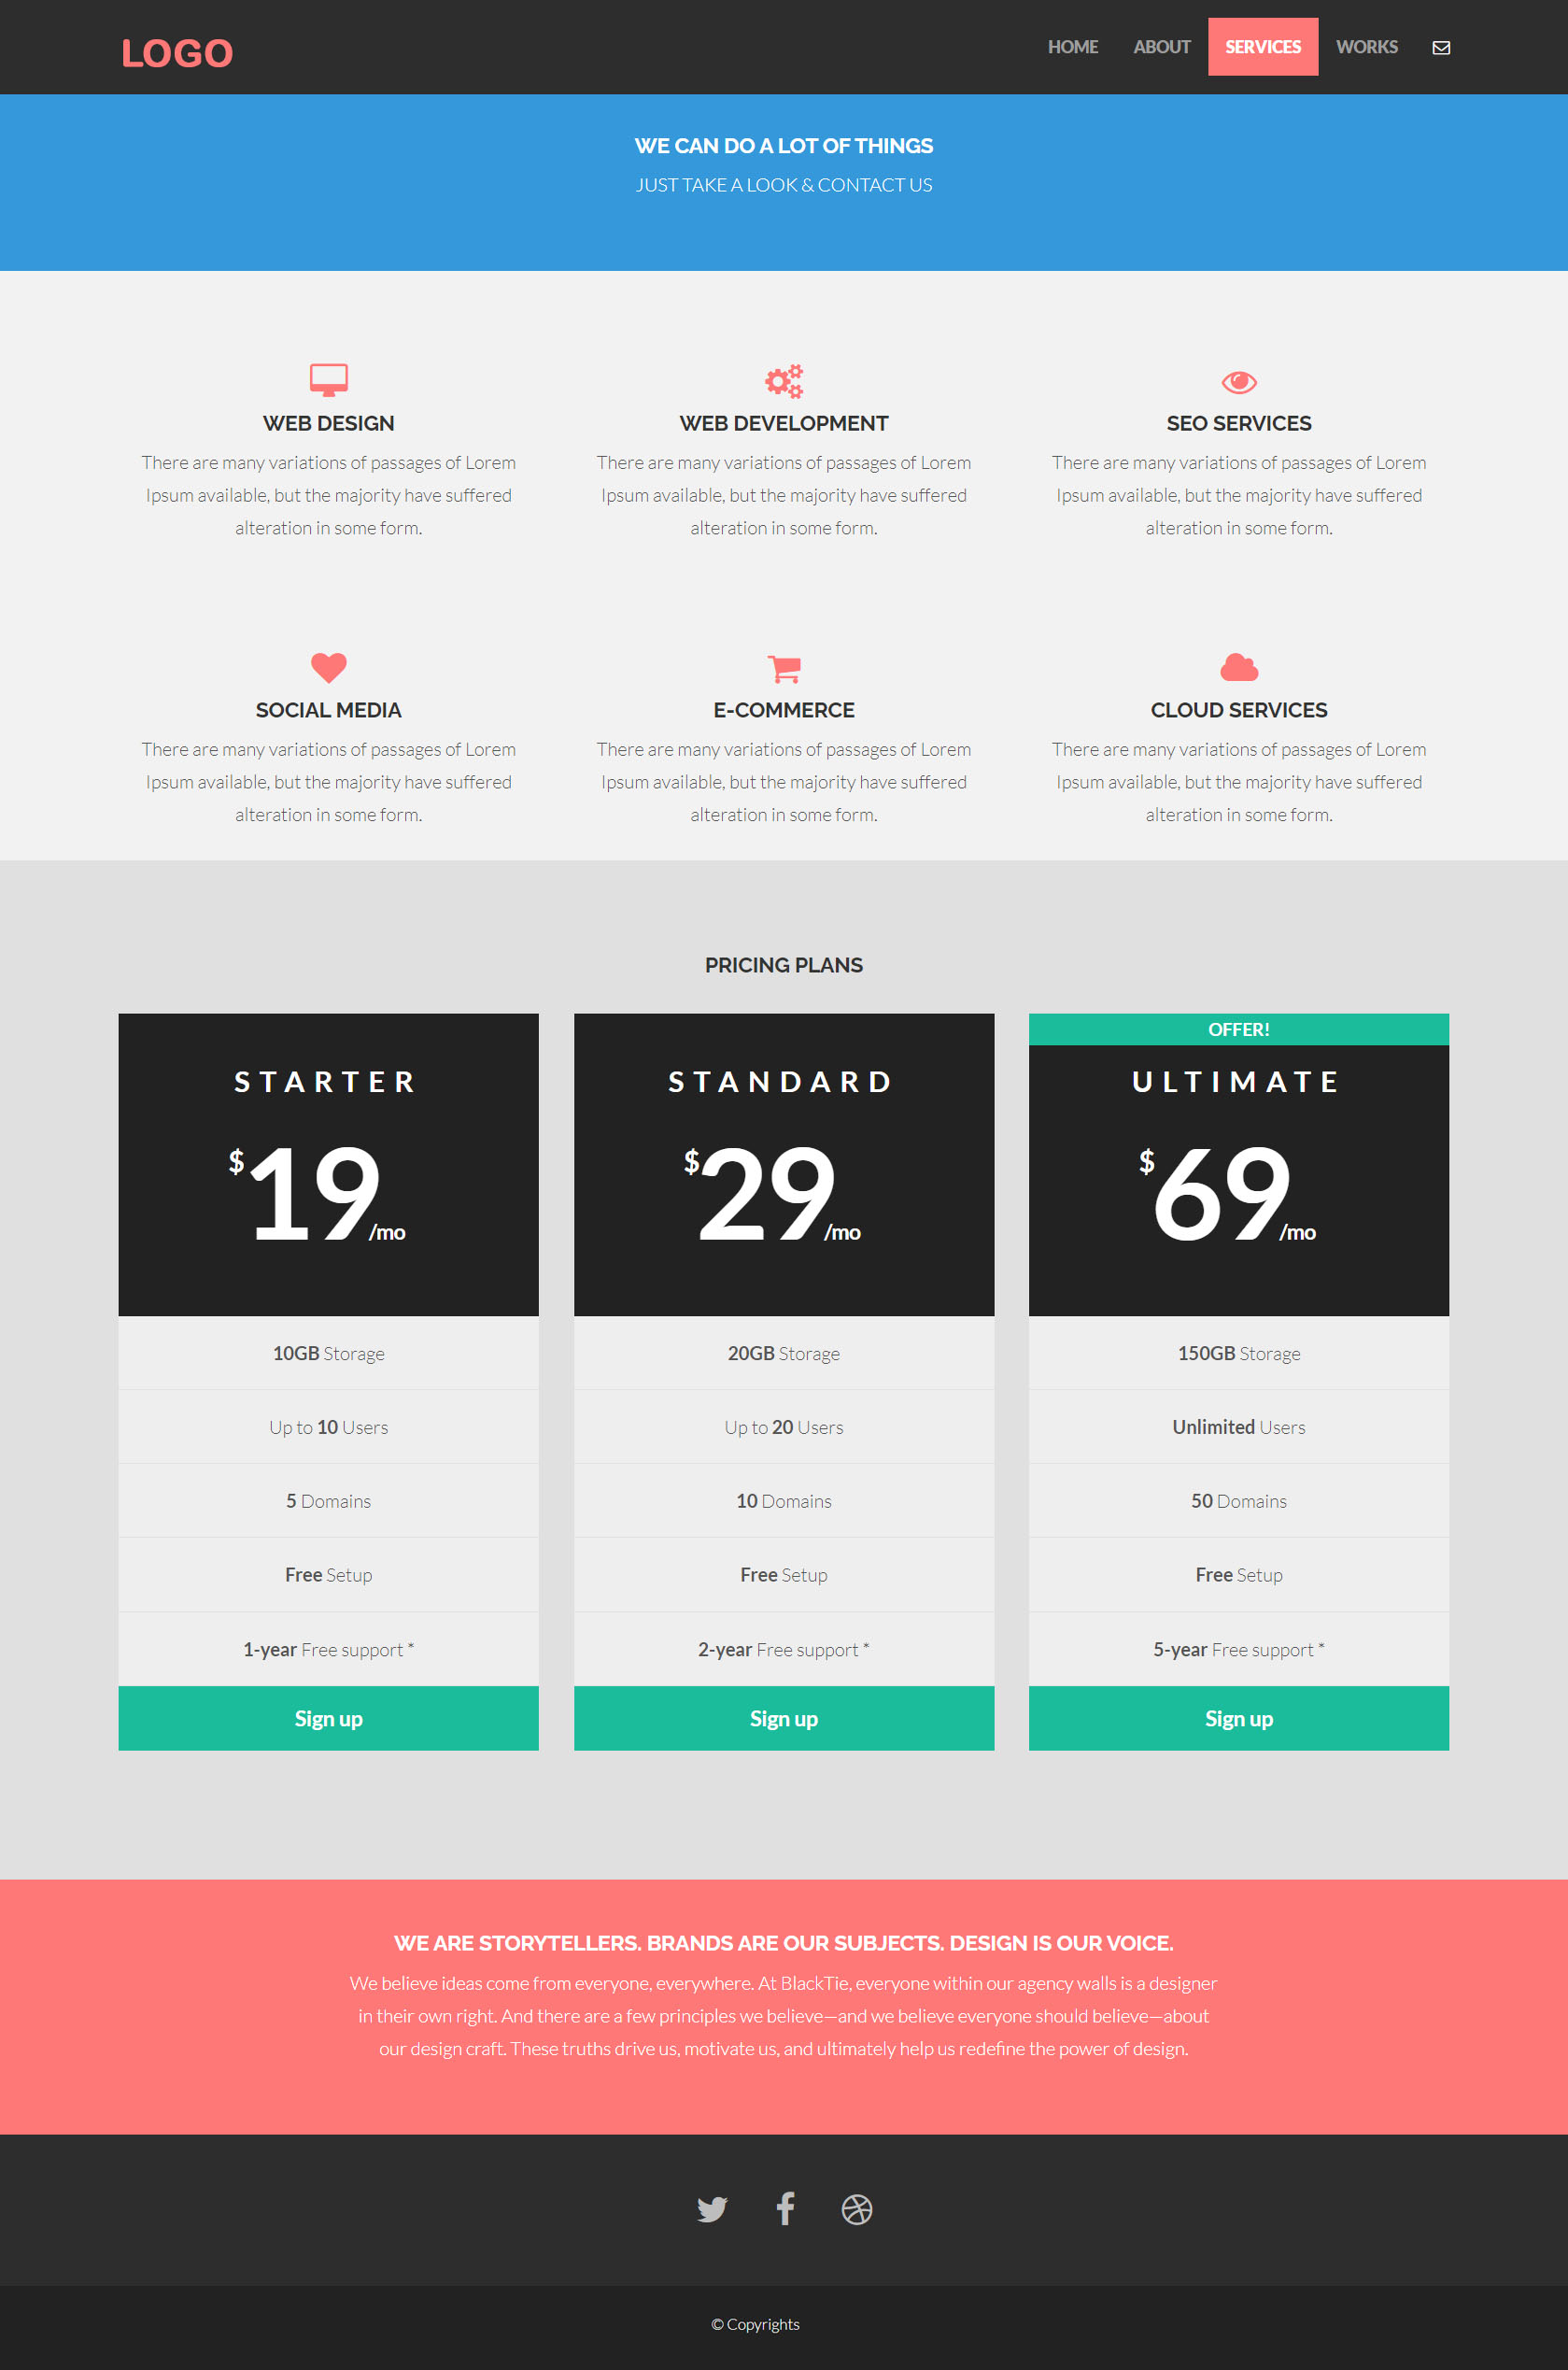 LOGO
HOME ABOUT SERVICES WORKS
WE CAN DO A LOT OF THINGS
JUST TAKE A LOOK & CONTACT US
WEB DESIGN
There are many variations of passages of Lorem
Ipsum available, but the majority have suffered
alteration in some form.
WEB DEVELOPMENT
There are many variations of passages of Lorem
Ipsum available, but the majority have suffered
alteration in some form.
SEO SERVICES
There are many variations of passages of Lorem
Ipsum available, but the majority have suffered
alteration in some form.
SOCIAL MEDIA
There are many variations of passages of Lorem
Ipsum available, but the majority have suffered
alteration in some form.
E-COMMERCE
There are many variations of passages of Lorem
Ipsum available, but the majority have suffered
alteration in some form.
CLOUD SERVICES
There are many variations of passages of Lorem
Ipsum available, but the majority have suffered
alteration in some form.
PRICING PLANS
STARTER
$19/mo
10GB Storage
Up to 10 Users
5 Domains
Free Setup
1-year Free support *
Sign up
STANDARD
$29/mo
20GB Storage
Up to 20 Users
10 Domains
Free Setup
2-year Free support *
Sign up
OFFER!
ULTIMATE
$69/mo
150GB Storage
Unlimited Users
50 Domains
Free Setup
5-year Free support *
Sign up
WE ARE STORYTELLERS. BRANDS ARE OUR SUBJECTS. DESIGN IS OUR VOICE.
We believe ideas come from everyone, everywhere. At BlackTie, everyone within our agency walls is a designer
in their own right. And there are a few principles we believe—and we believe everyone should believe—about
our design craft. These truths drive us, motivate us, and ultimately help us redefine the power of design.
© Copyrights